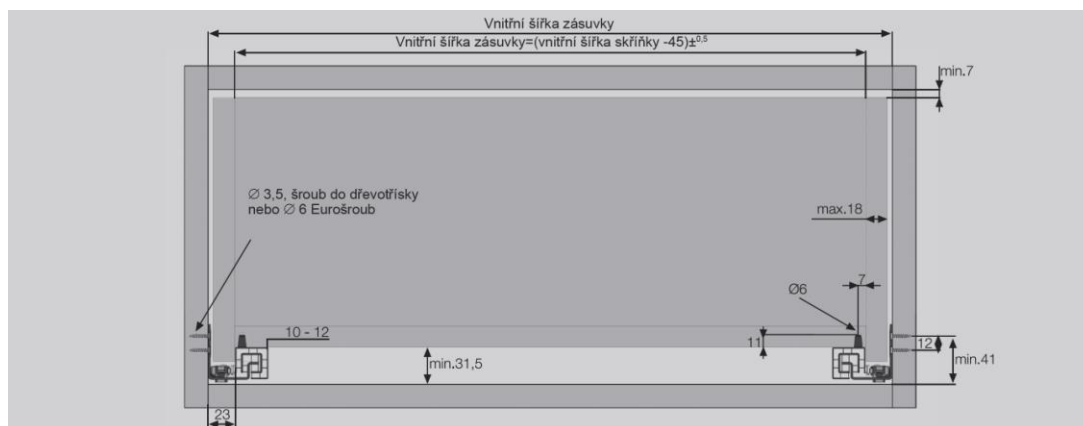 Vnitřní šířka zásuvky
Vnitřní šířka zásuvky=(vnitřní šířka skříňky -45)±0,5
min.7
Ø 3,5, šroub do dřevotřísky
nebo Ø 6 Eurošroub
max.18
7
Ø6
10 - 12
11
12
min.31,5
min.41
23